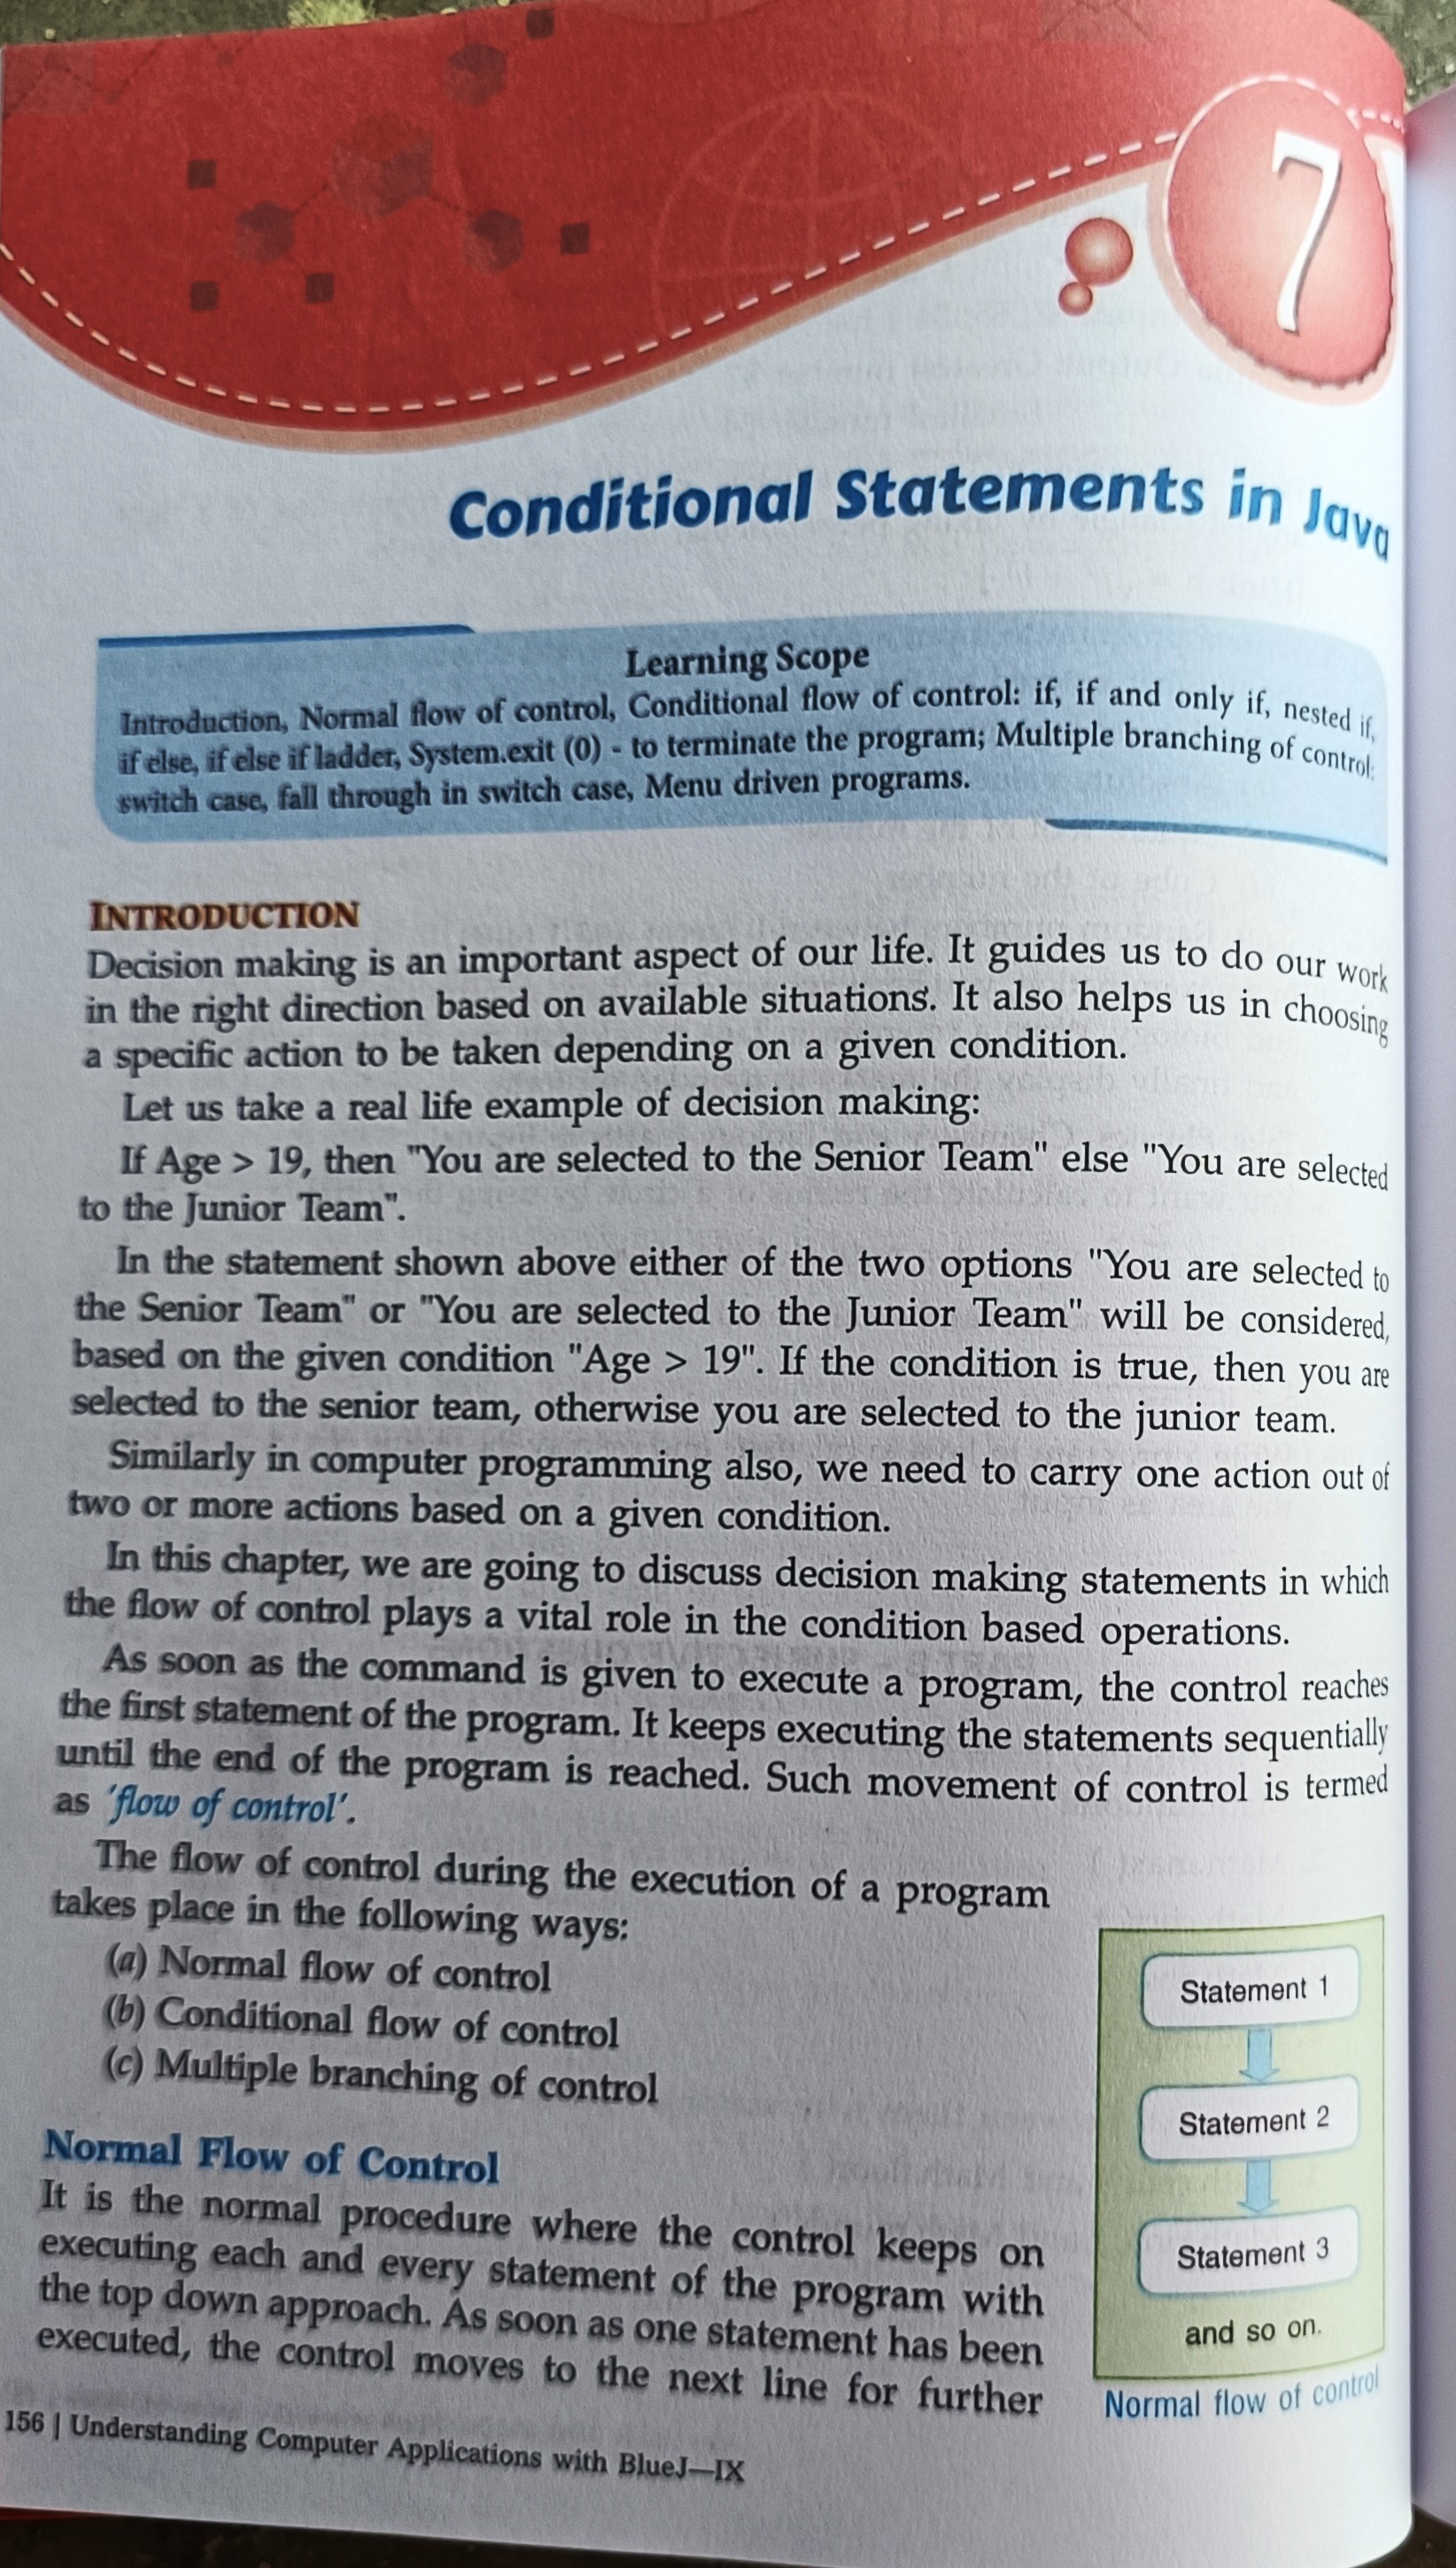 7
Conditional Statements in Java
Learning Scope
Introduction, Normal flow of control, Conditional flow of control: if, if and only if, nested if,
if else, if else if ladder, System.exit (0) - to terminate the program; Multiple branching of control:
switch case, fall through in switch case, Menu driven programs.
INTRODUCTION
Decision making is an important aspect of our life. It guides us to do our work
in the right direction based on available situations. It also helps us in choosing
a specific action to be taken depending on a given condition.
Let us take a real life example of decision making:
If Age > 19, then "You are selected to the Senior Team" else "You are selected
to the Junior Team".
In the statement shown above either of the two options "You are selected to
the Senior Team" or "You are selected to the Junior Team" will be considered,
based on the given condition "Age > 19". If the condition is true, then you are
selected to the senior team, otherwise you are selected to the junior team.
Similarly in computer programming also, we need to carry one action out of
two or more actions based on a given condition.
In this chapter, we are going to discuss decision making statements in which
the flow of control plays a vital role in the condition based operations.
As soon as the command is given to execute a program, the control reaches
the first statement of the program. It keeps executing the statements sequentially
until the end of the program is reached. Such movement of control is termed
as 'flow of control'.
The flow of control during the execution of a program
takes place in the following ways:
(a) Normal flow of control
(b) Conditional flow of control
(c) Multiple branching of control
Normal Flow of Control
It is the normal procedure where the control keeps on
executing each and every statement of the program with
the top down approach. As soon as one statement has been
executed, the control moves to the next line for further
Statement 1
Statement 2
Statement 3
and so on.
Normal flow of control
156 | Understanding Computer Applications with BlueJ—IX